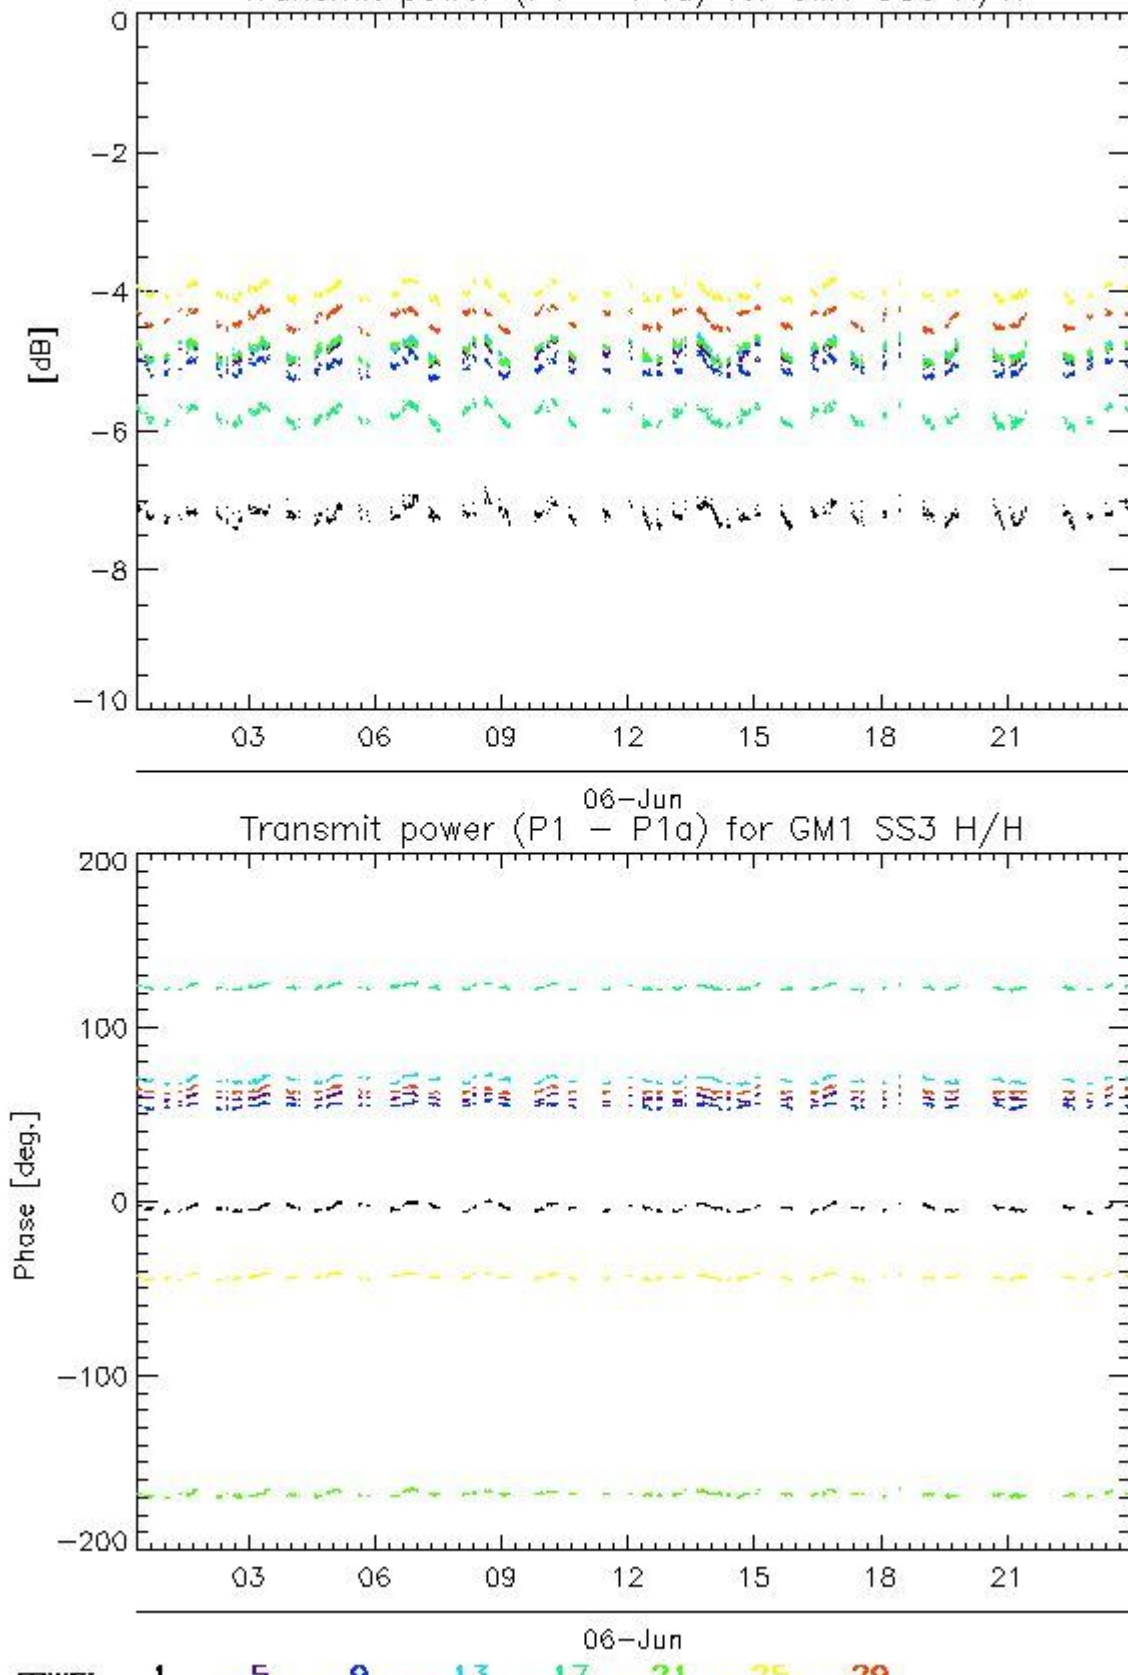 0
−2
−4
−6
−8
−10
[dB]
03 06 09 12 15 18 21
06−Jun
Transmit power (P1 − P1a) for GM1 SS3 H/H
200
100
0
−100
−200
Phase [deg.]
03 06 09 12 15 18 21
06−Jun
1 5 9 13 17 21 25 29